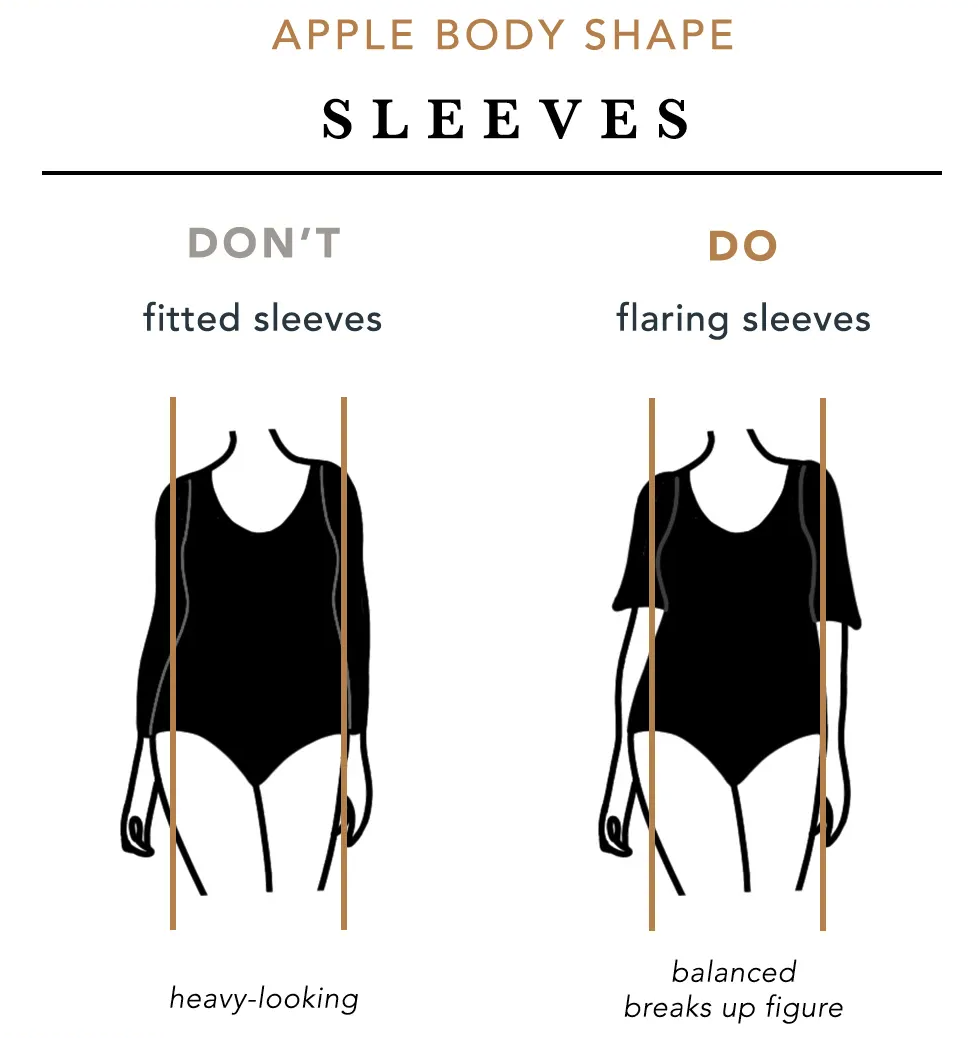 APPLE BODY SHAPE
SLEEVES
DON'T
fitted sleeves
heavy-looking
DO
flaring sleeves
balanced
breaks up figure